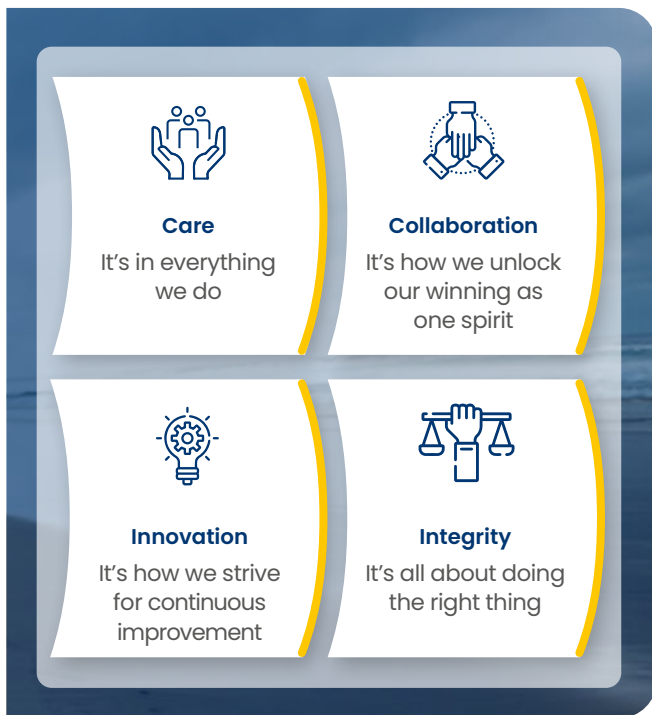 Care
It’s in everything
we do
Collaboration
It’s how we unlock
our winning as
one spirit
Innovation
It’s how we strive
for continuous
improvement
Integrity
It’s all about doing
the right thing